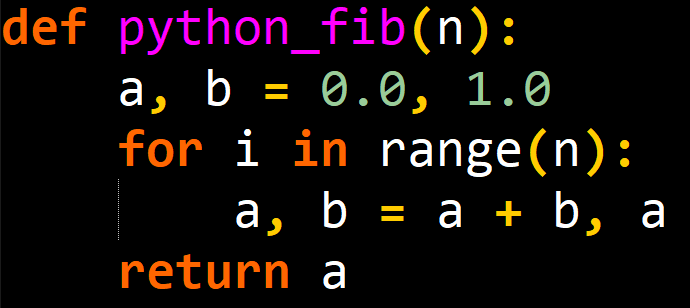 def python_fib(n):
    a, b = 0.0, 1.0
    for i in range(n):
        a, b = a + b, a
    return a